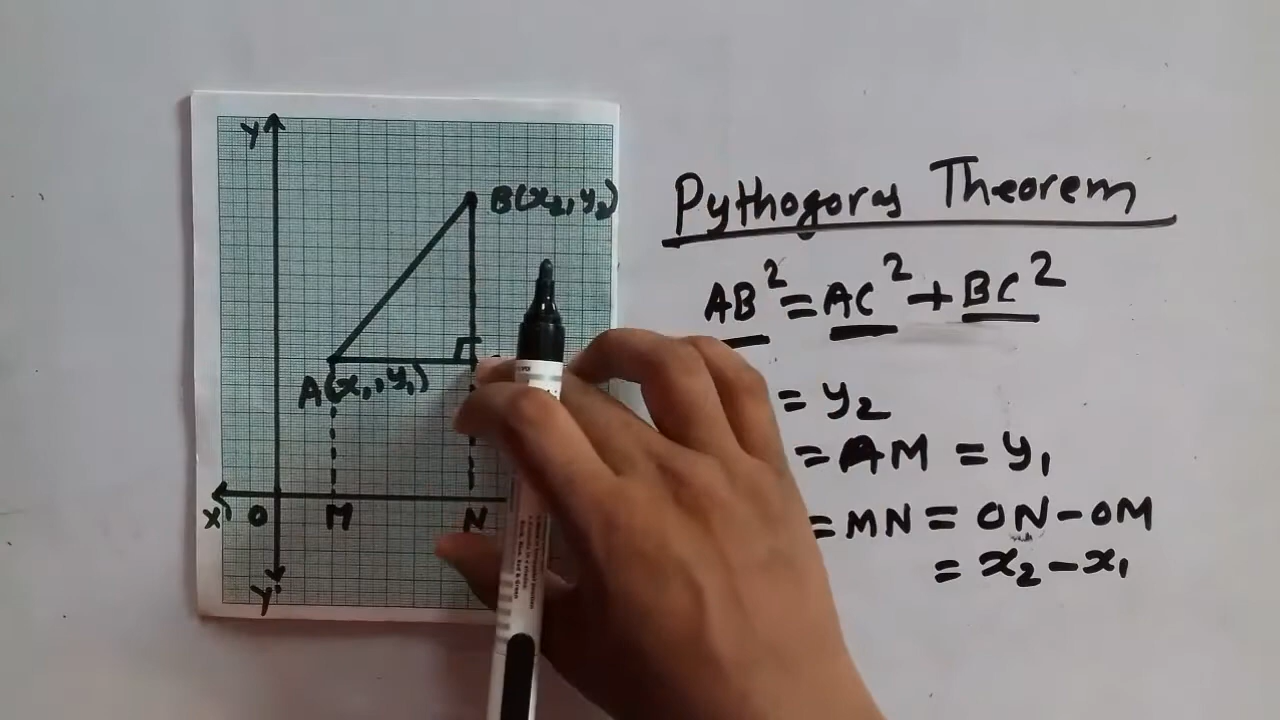 Y
B(x₂, y₂)
A(x₁, y₁)
X' O M N
Y'
Pythogoras Theorem
AB² = AC² + BC²
= y₂
= AM = y₁
= MN = ON - OM
= x₂ - x₁